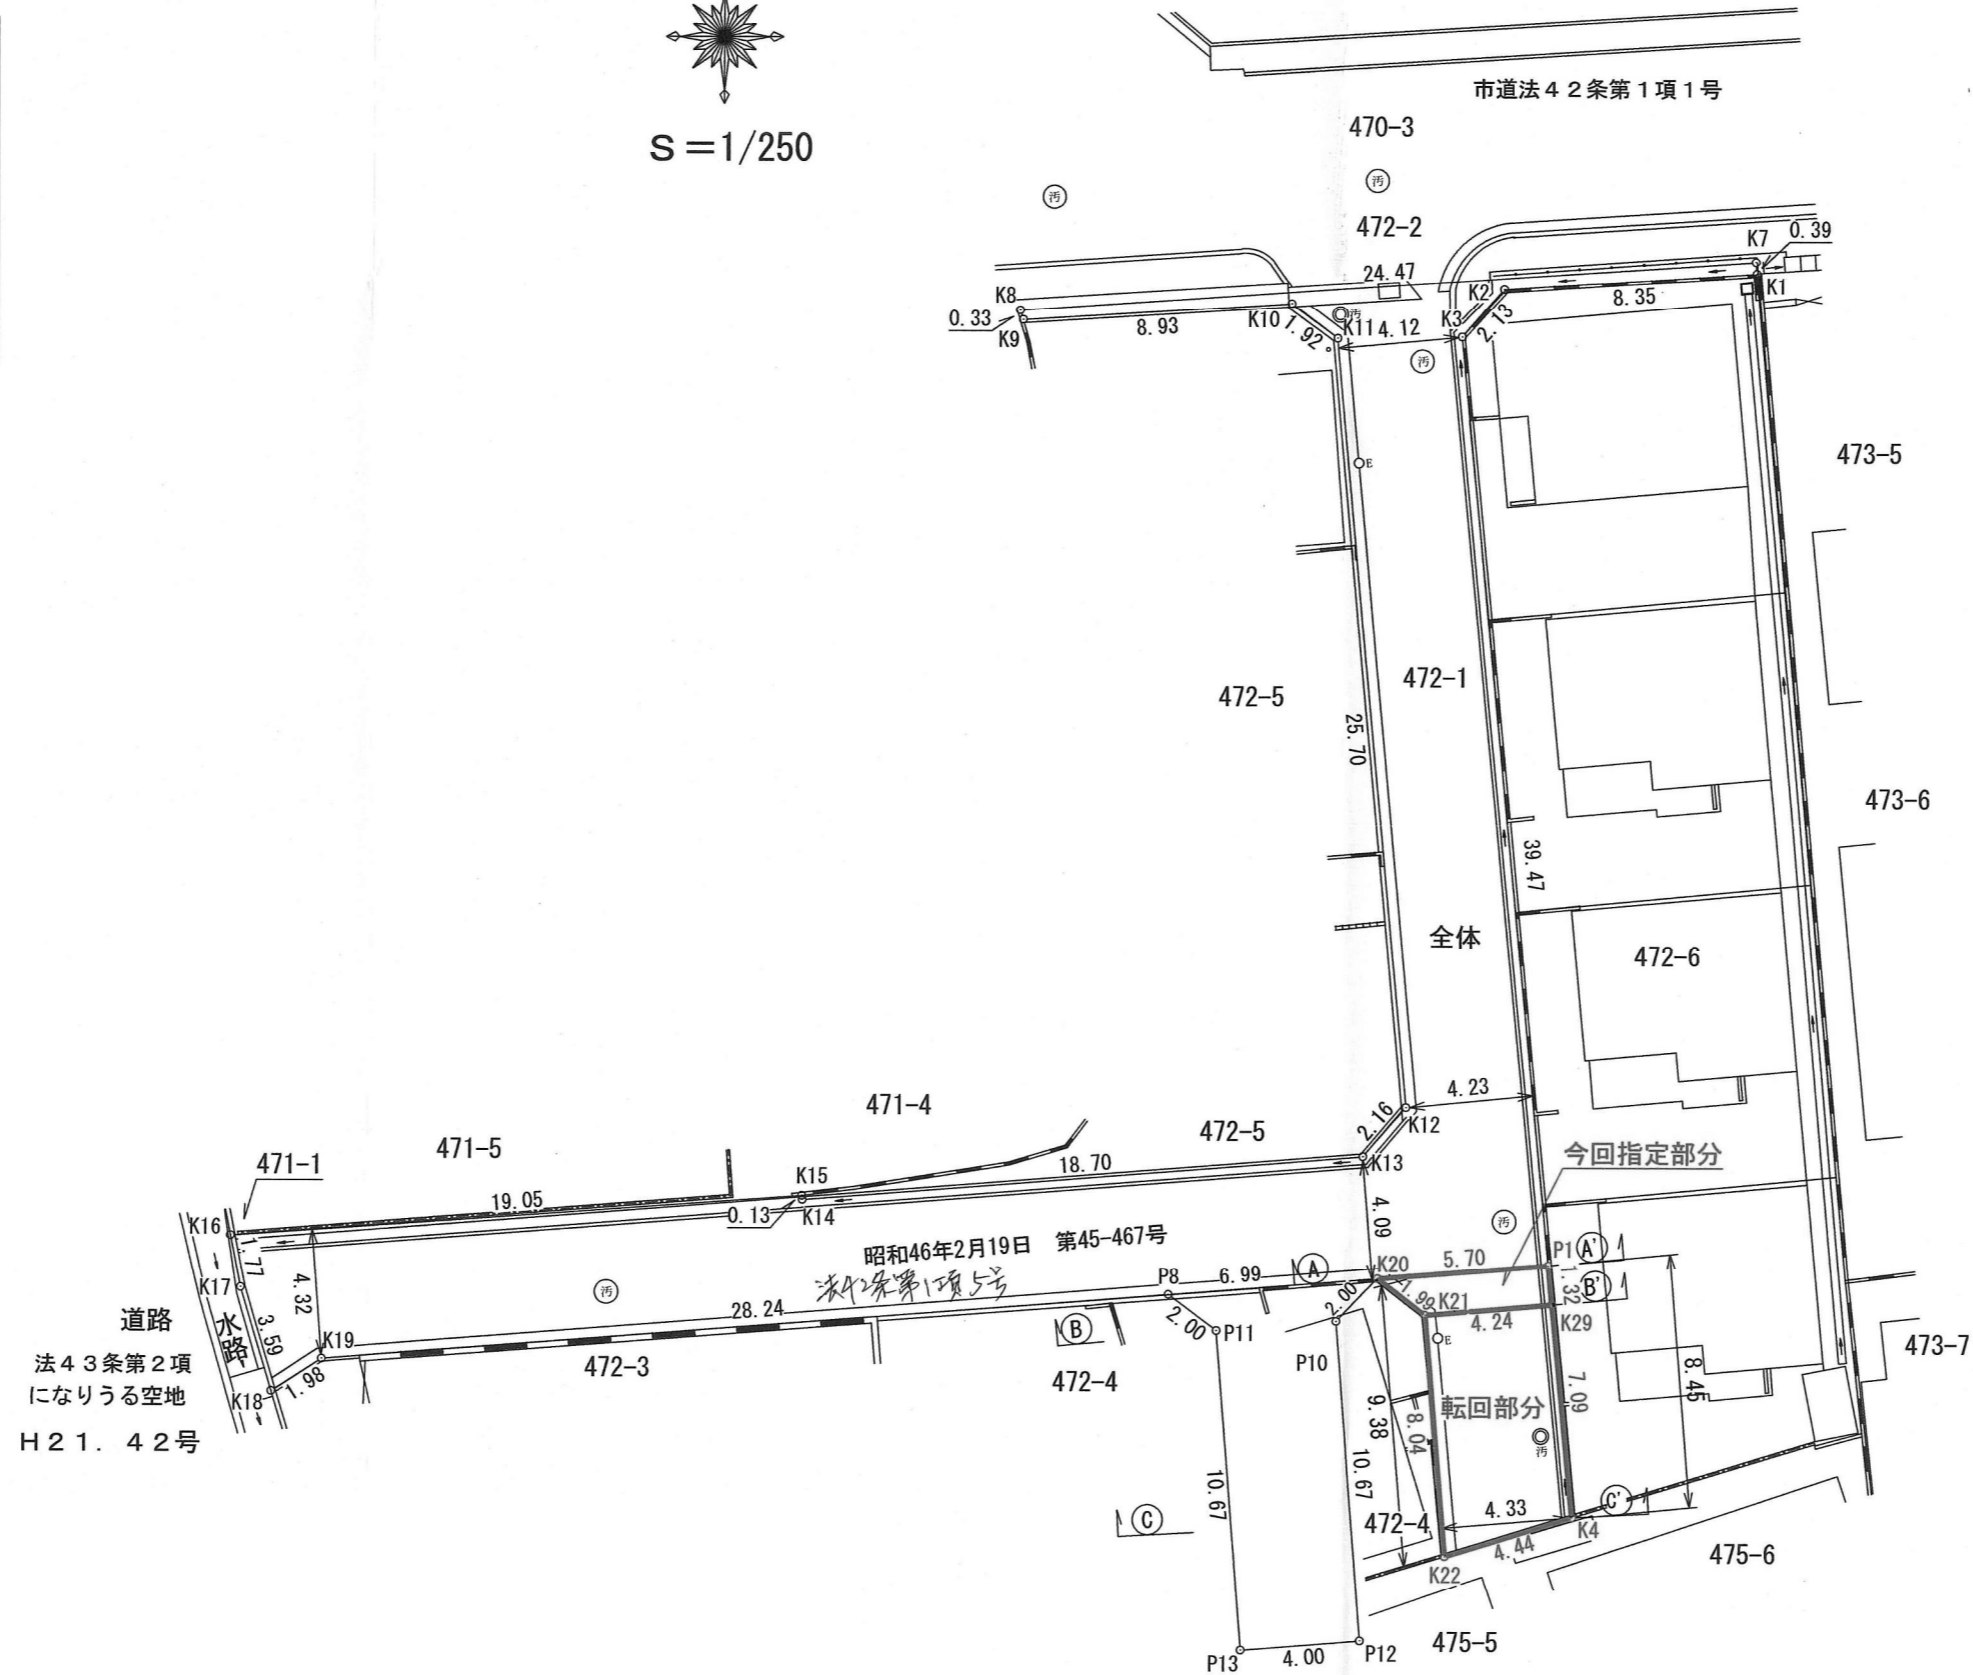 S=1/250
市道法42条第1項1号
470-3
汚
汚
472-2
K7
0.39
24.47
K8
K2
K1
8.35
0.33
K9
8.93
K10
1.92
K11
汚
4.12
K3
2.13
汚
473-5
E
472-5
472-1
25.70
473-6
39.47
全体
472-6
4.23
K12
2.16
471-4
472-5
K13
471-5
471-1
今回指定部分
K15
18.70
19.05
0.13
K14
4.09
汚
K16
1.77
K17
4.32
昭和46年2月19日 第45-467号
法42条第1項5号
P8
6.99
A
K20
5.70
P1
A'
1.32
B'
汚
28.24
2.00
P11
2.00
1.99
K21
4.24
K29
E
道路
水路
3.59
K19
B
法43条第2項
になりうる空地
K18
1.98
472-3
472-4
P10
473-7
H21. 42号
9.38
8.04
転回部分
汚
7.09
8.45
10.67
10.67
C
472-4
4.33
C'
K4
4.44
K22
475-6
475-5
P13
4.00
P12